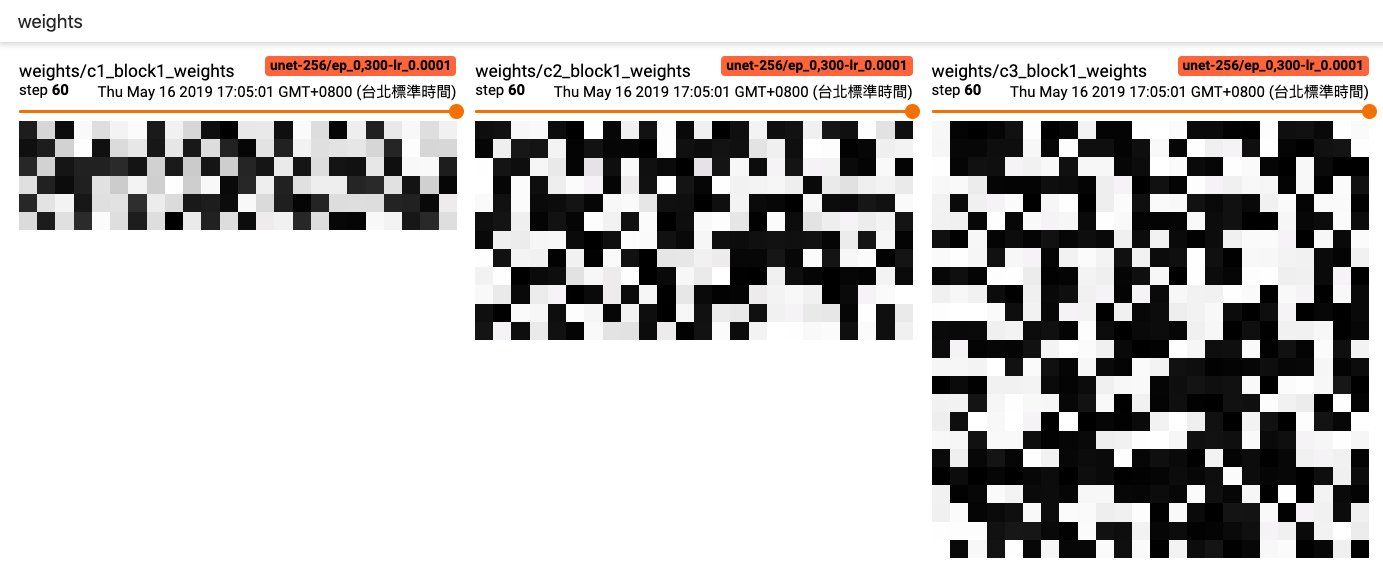 weights
weights/c1_block1_weights
unet-256/ep_0,300-lr_0.0001
step 60
Thu May 16 2019 17:05:01 GMT+0800 (台北標準時間)
weights/c2_block1_weights
unet-256/ep_0,300-lr_0.0001
step 60
Thu May 16 2019 17:05:01 GMT+0800 (台北標準時間)
weights/c3_block1_weights
unet-256/ep_0,300-lr_0.0001
step 60
Thu May 16 2019 17:05:01 GMT+0800 (台北標準時間)